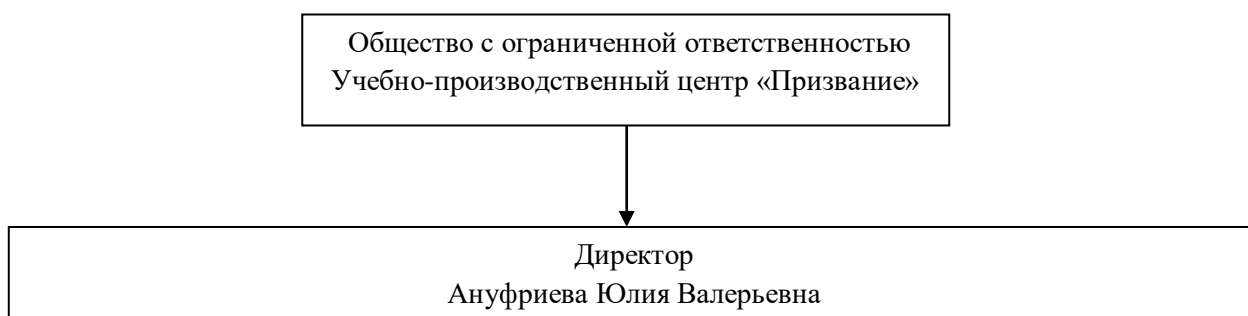 Общество с ограниченной ответственностью
Учебно-производственный центр «Призвание»
Директор
Ануфриева Юлия Валерьевна